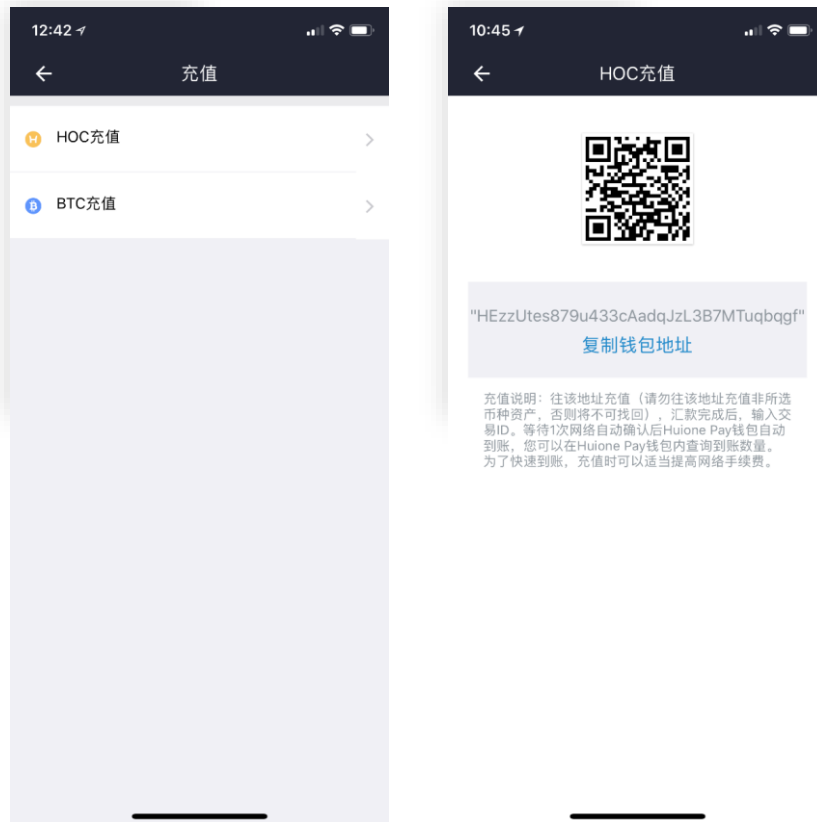 12:42
充值
HOC充值
BTC充值
10:45
HOC充值
"HEzzUtes879u433cAadqJzL3B7MTuqbqgf"
复制钱包地址
充值说明：往该地址充值（请勿往该地址充值非所选
币种资产，否则将不可找回），汇款完成后，输入交
易ID。等待1次网络自动确认后Huione Pay钱包自动
到账，您可以在Huione Pay钱包内查询到账数量。
为了快速到账，充值时可以适当提高网络手续费。